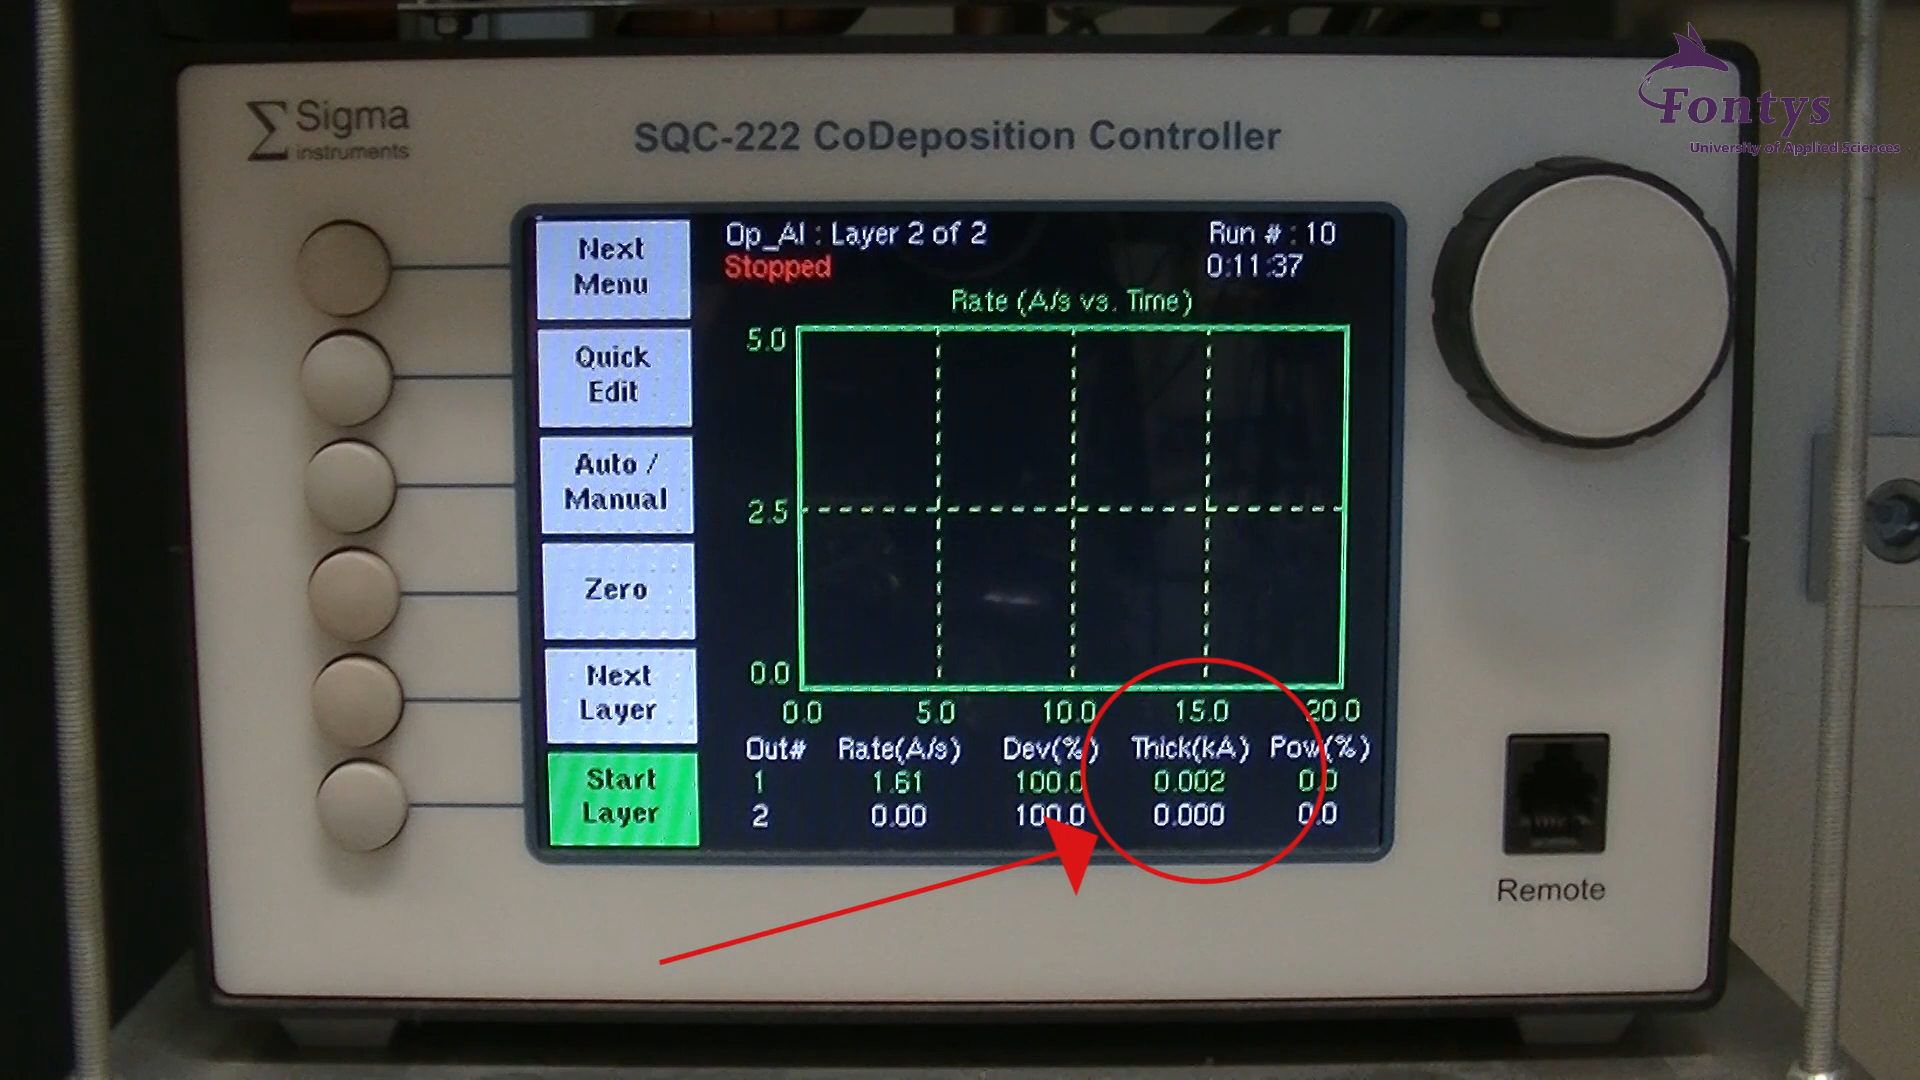 Fontys
University of Applied Sciences
Sigma
instruments
SQC-222 CoDeposition Controller
Next
Menu
Quick
Edit
Auto /
Manual
Zero
Next
Layer
Start
Layer
Op_Al : Layer 2 of 2
Run # : 10
Stopped
0:11:37
Rate (A/s vs. Time)
5.0
2.5
0.0
0.0 5.0 10.0 15.0 20.0
Out# Rate(A/s) Dev(%) Thick(kA) Pow(%)
1 1.61 100.0 0.002 0.0
2 0.00 100.0 0.000 0.0
Remote